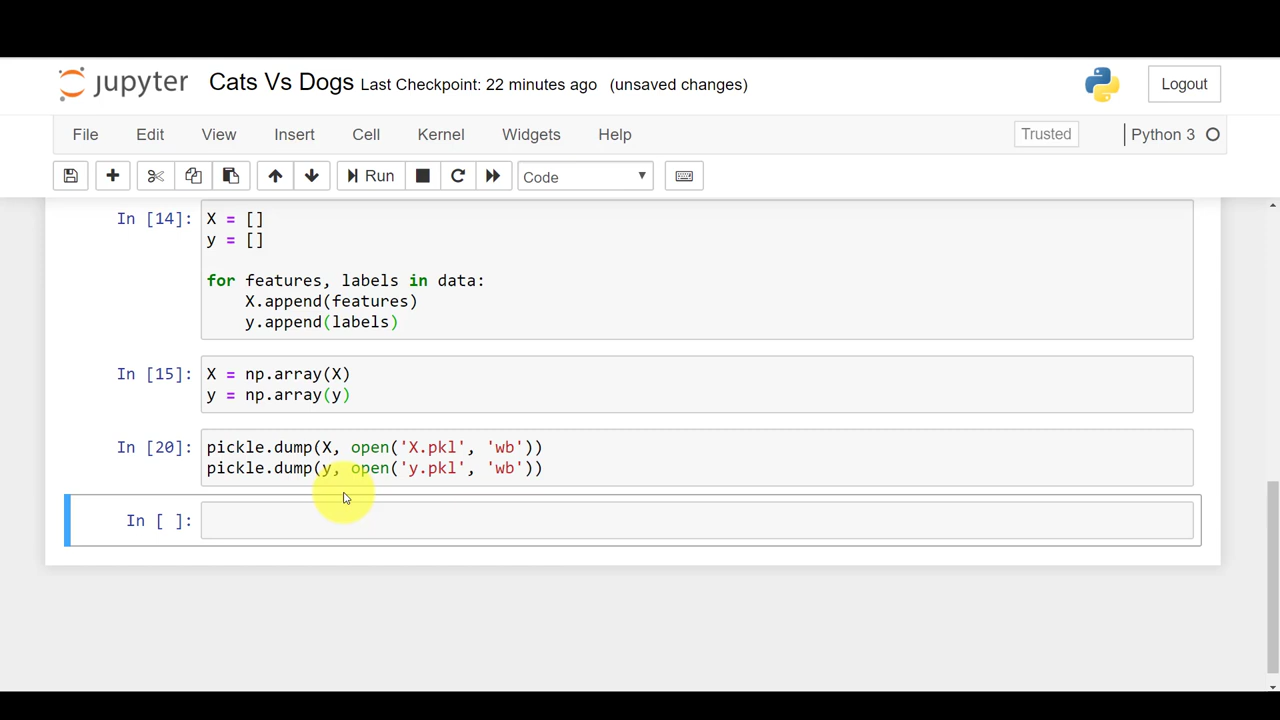 jupyter Cats Vs Dogs Last Checkpoint: 22 minutes ago (unsaved changes) Logout
File Edit View Insert Cell Kernel Widgets Help Trusted Python 3
Run Code
In [14]: X = []
y = []
for features, labels in data:
    X.append(features)
    y.append(labels)
In [15]: X = np.array(X)
y = np.array(y)
In [20]: pickle.dump(X, open('X.pkl', 'wb'))
pickle.dump(y, open('y.pkl', 'wb'))
In [ ]: